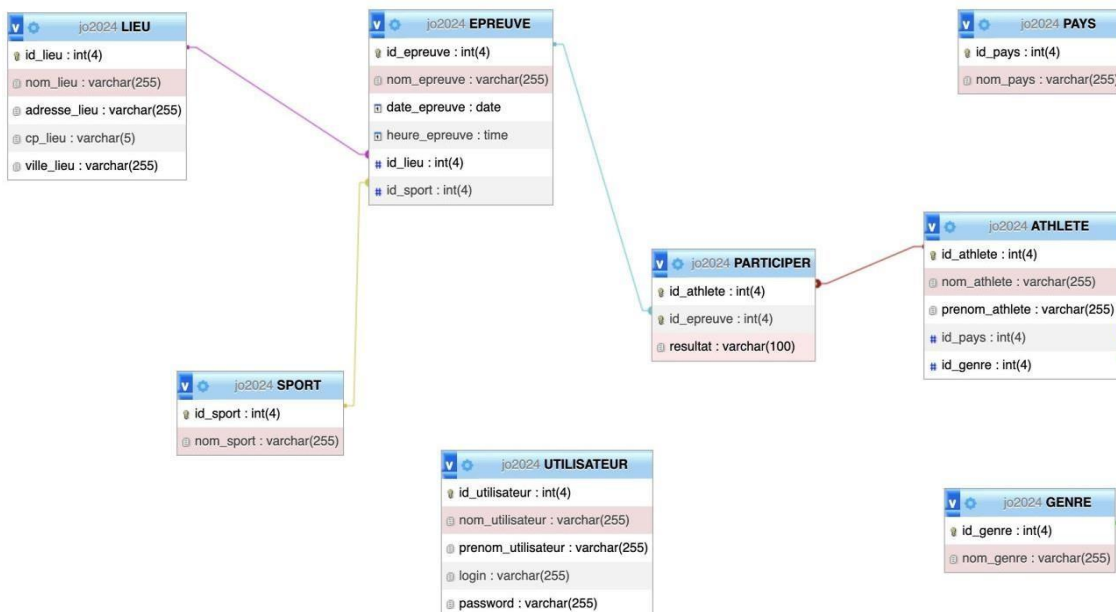 jo2024 LIEU
id_lieu : int(4)
nom_lieu : varchar(255)
adresse_lieu : varchar(255)
cp_lieu : varchar(5)
ville_lieu : varchar(255)
jo2024 EPREUVE
id_epreuve : int(4)
nom_epreuve : varchar(255)
date_epreuve : date
heure_epreuve : time
# id_lieu : int(4)
# id_sport : int(4)
jo2024 PAYS
id_pays : int(4)
nom_pays : varchar(255)
jo2024 PARTICIPER
id_athlete : int(4)
id_epreuve : int(4)
resultat : varchar(100)
jo2024 ATHLETE
id_athlete : int(4)
nom_athlete : varchar(255)
prenom_athlete : varchar(255)
# id_pays : int(4)
# id_genre : int(4)
jo2024 SPORT
id_sport : int(4)
nom_sport : varchar(255)
jo2024 UTILISATEUR
id_utilisateur : int(4)
nom_utilisateur : varchar(255)
prenom_utilisateur : varchar(255)
login : varchar(255)
password : varchar(255)
jo2024 GENRE
id_genre : int(4)
nom_genre : varchar(255)